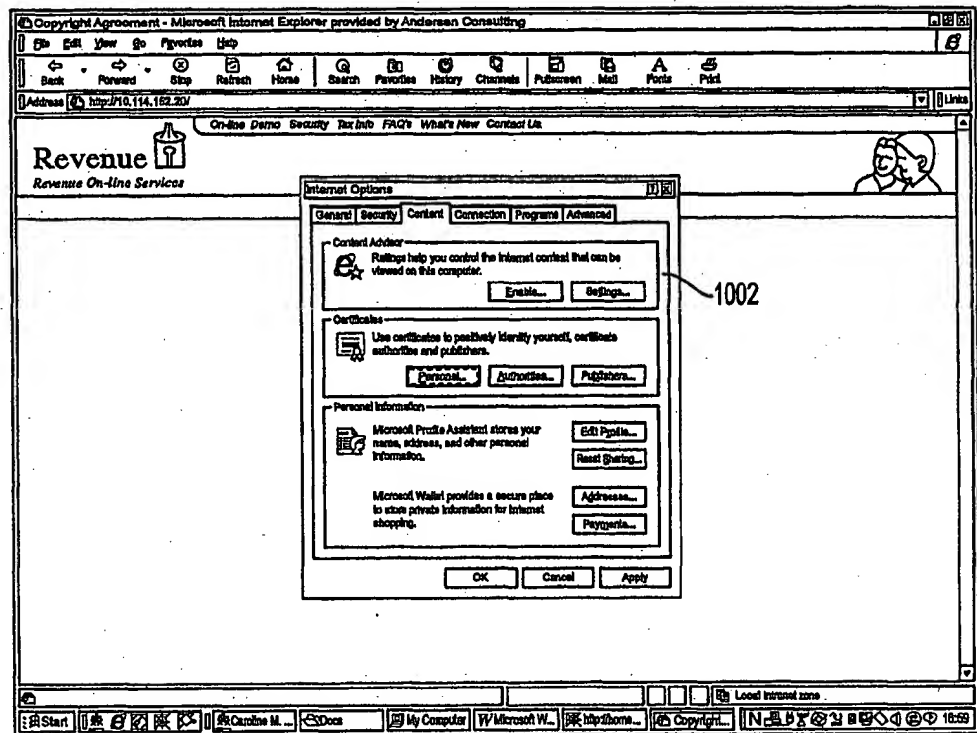 Copyright Agreement - Microsoft Internet Explorer provided by Andersen Consulting
File Edit View Go Favorites Help
Back Forward Stop Refresh Home Search Favorites History Channels Fullscreen Mail Fonts Print
Address http://10.114.152.20/ Links
On-line Demo Security Tax Info FAQ's What's New Contact Us
Revenue
Revenue On-Line Services
Internet Options
General Security Content Connection Programs Advanced
Content Advisor
Ratings help you control the Internet content that can be
viewed on this computer.
Enable... Settings...
1002
Certificates
Use certificates to positively identify yourself, certificate
authorities and publishers.
Personal... Authorities... Publishers...
Personal Information
Microsoft Profile Assistant stores your
name, address, and other personal
information.
Edit Profile...
Reset Sharing...
Microsoft Wallet provides a secure place
to store private information for Internet
shopping.
Addresses...
Payments...
OK Cancel Apply
Local Intranet zone
Start Caroline M. ... Docs My Computer Microsoft W... http://home... Copyright... 16:59